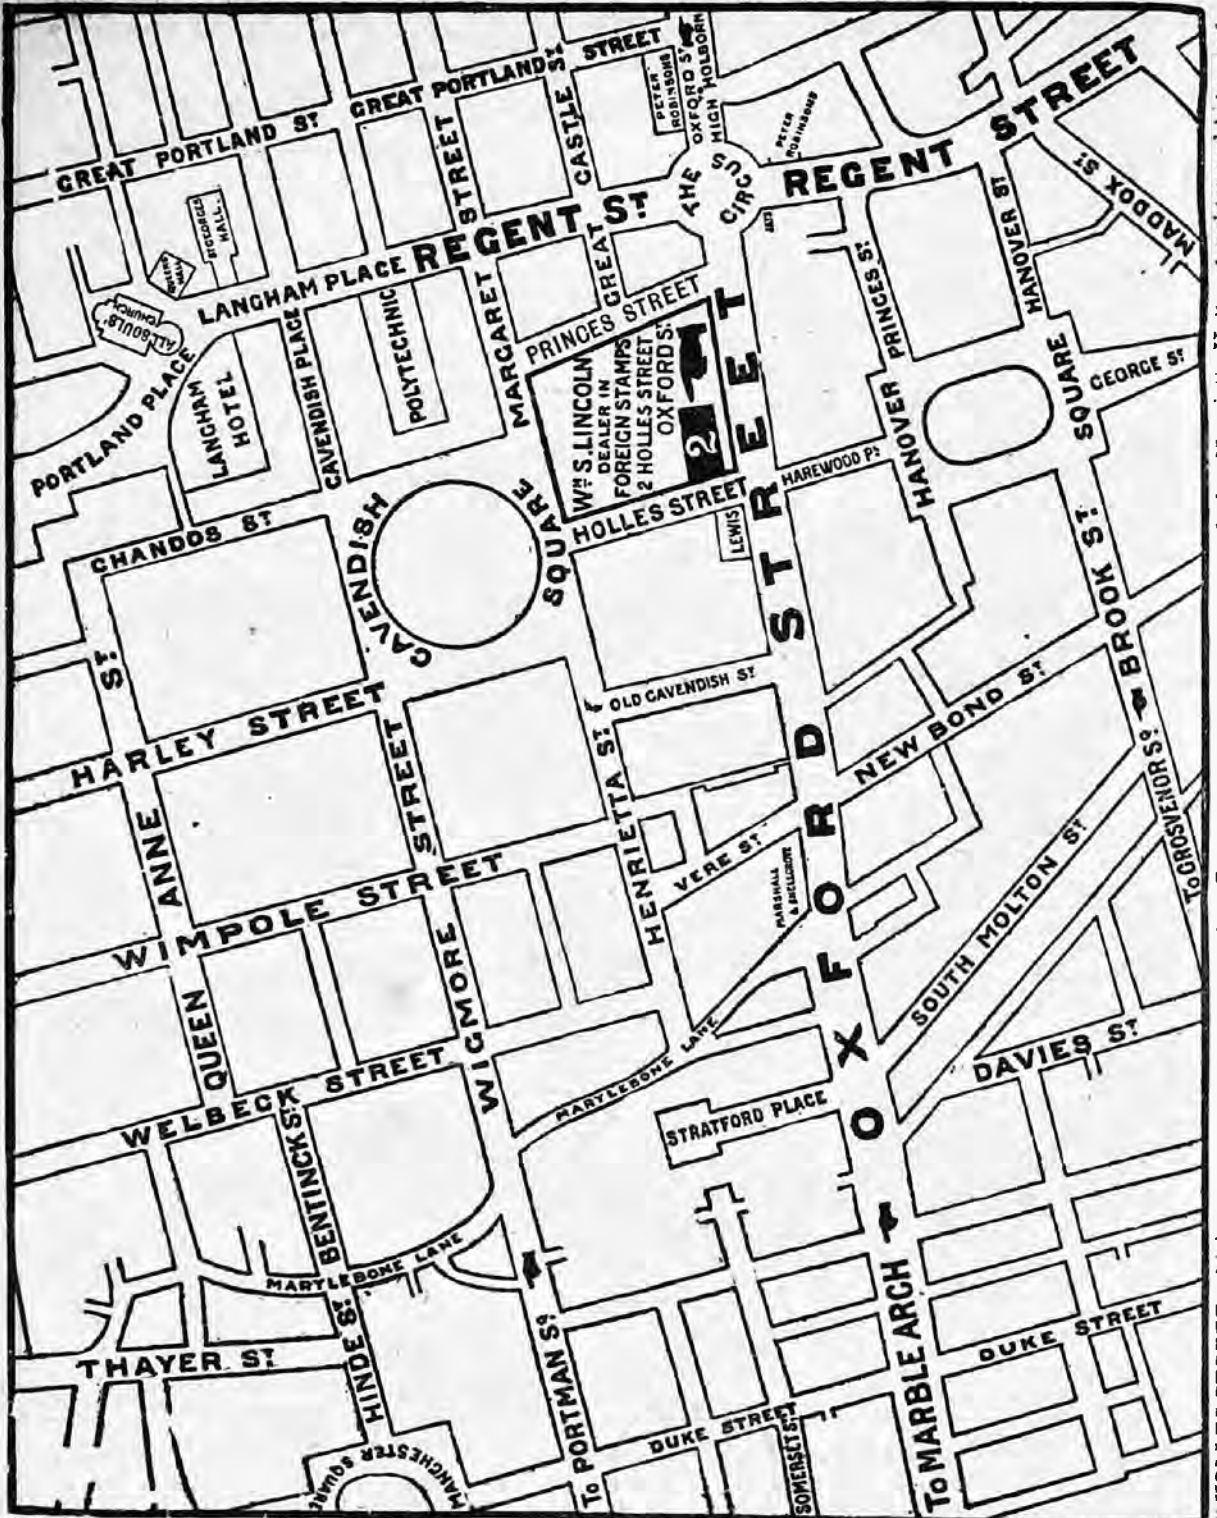 GREAT PORTLAND ST
GREAT PORTLAND STREET
CASTLE ST
PETER ROBINSONS
OXFORD ST
HIGH HOLBORN
PETER ROBINSONS
THE CIRCUS
REGENT STREET
MADDOX ST
HANOVER ST
PRINCES ST
ST GEORGES HALL.
QUEENS HALL
ALL SOULS' CHURCH
LANGHAM PLACE
REGENT ST
MARGARET STREET
GREAT
PRINCES STREET
PORTLAND PLACE
LANGHAM HOTEL
CAVENDISH PLACE
POLYTECHNIC
WM S. LINCOLN
DEALER IN
FOREIGN STAMPS
2 HOLLES STREET
OXFORD ST
2
HOLLES STREET
LEWIS
HAREWOOD PL
HANOVER SQUARE
GEORGE ST
CHANDOS ST
CAVENDISH SQUARE
OXFORD STREET
OLD CAVENDISH ST
NEW BOND ST
BROOK ST
TO GROSVENOR SQ
HARLEY STREET
QUEEN ANNE ST
WIGMORE STREET
HENRIETTA ST
VERE ST
MARSHALL & SNELLGROVE
SOUTH MOLTON ST
WIMPOLE STREET
WELBECK STREET
MARYLEBONE LANE
STRATFORD PLACE
DAVIES ST
BENTINCK ST
MARYLEBONE LANE
THAYER ST
HINDE ST
MANCHESTER SQUARE
TO PORTMAN SQ
DUKE STREET
SOMERSET ST
TO MARBLE ARCH
DUKE STREET